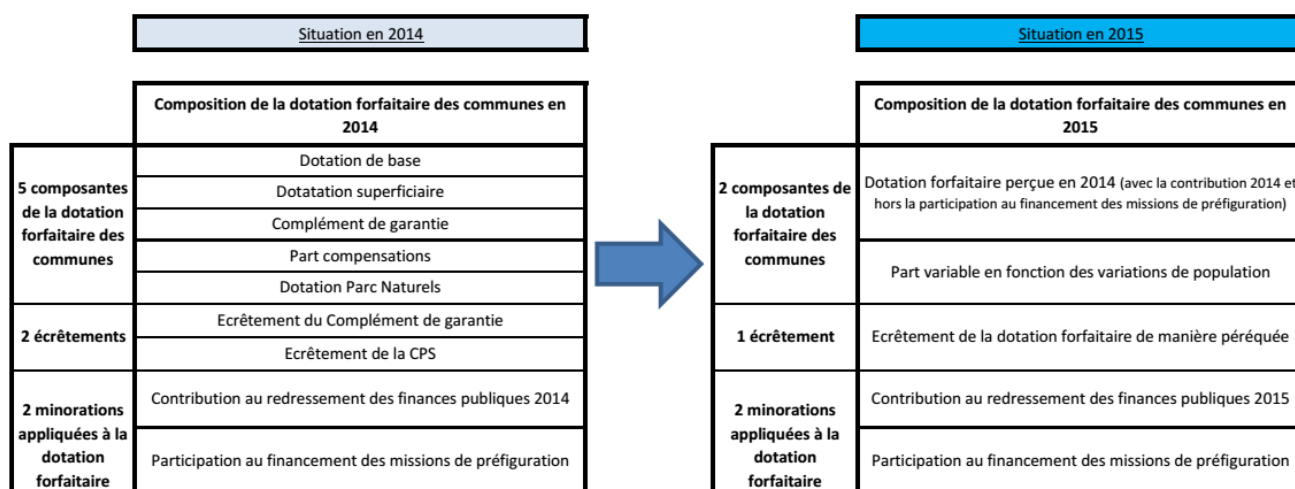 Situation en 2014
Composition de la dotation forfaitaire des communes en
2014
5 composantes
de la dotation
forfaitaire des
communes
Dotation de base
Dotatation superficiaire
Complément de garantie
Part compensations
Dotation Parc Naturels
2 écrêtements
Ecrêtement du Complément de garantie
Ecrêtement de la CPS
2 minorations
appliquées à la
dotation
forfaitaire
Contribution au redressement des finances publiques 2014
Participation au financement des missions de préfiguration
Situation en 2015
Composition de la dotation forfaitaire des communes en
2015
2 composantes de
la dotation
forfaitaire des
communes
Dotation forfaitaire perçue en 2014 (avec la contribution 2014 et
hors la participation au financement des missions de préfiguration)
Part variable en fonction des variations de population
1 écrêtement
Ecrêtement de la dotation forfaitaire de manière péréquée
2 minorations
appliquées à la
dotation
forfaitaire
Contribution au redressement des finances publiques 2015
Participation au financement des missions de préfiguration